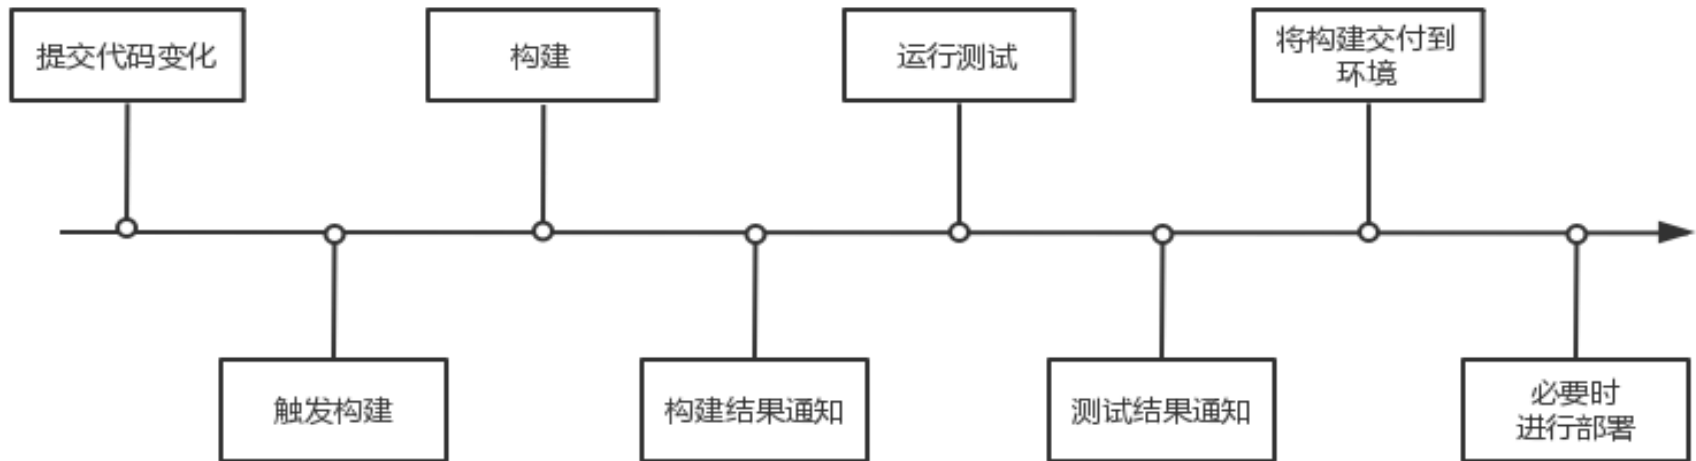 提交代码变化
构建
运行测试
将构建交付到
环境
触发构建
构建结果通知
测试结果通知
必要时
进行部署